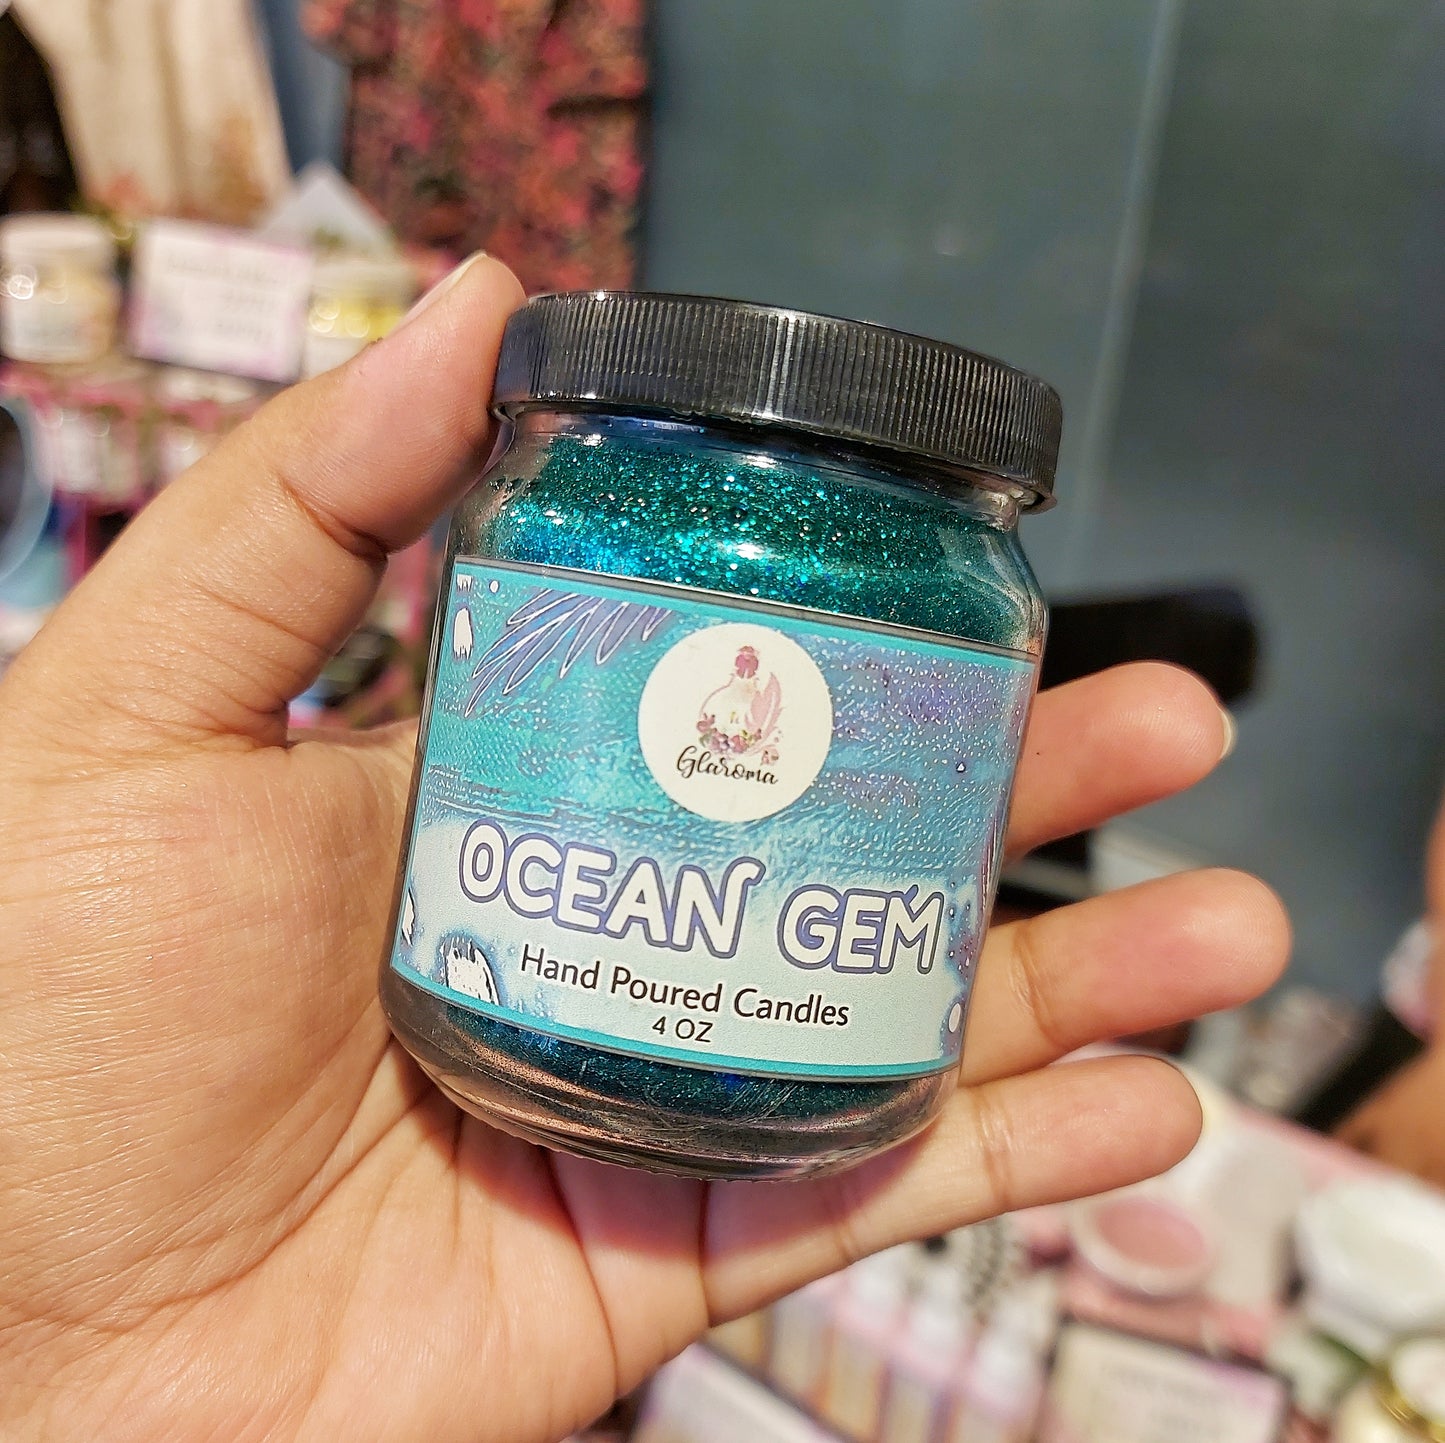 Glaroma
OCEAN GEM
Hand Poured Candles
4 OZ